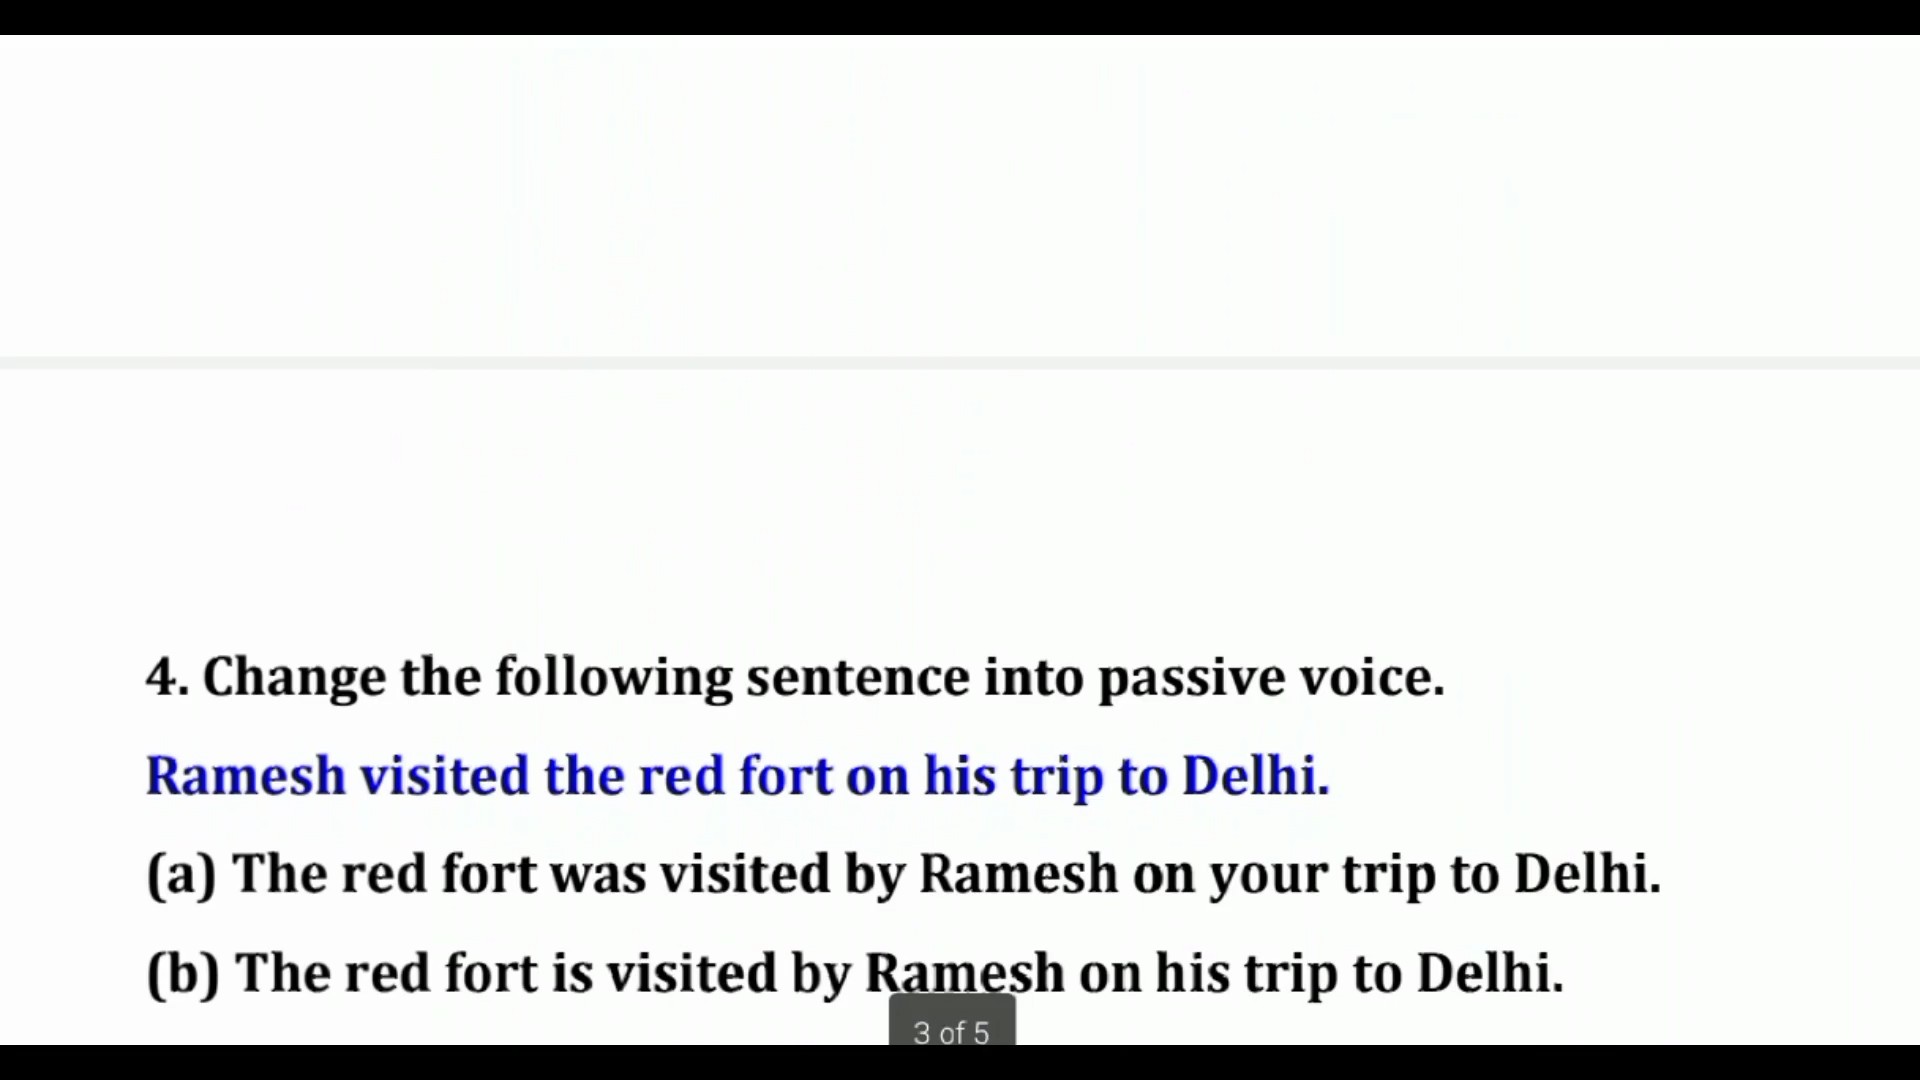 4. Change the following sentence into passive voice.
Ramesh visited the red fort on his trip to Delhi.
(a) The red fort was visited by Ramesh on your trip to Delhi.
(b) The red fort is visited by Ramesh on his trip to Delhi.
3 of 5